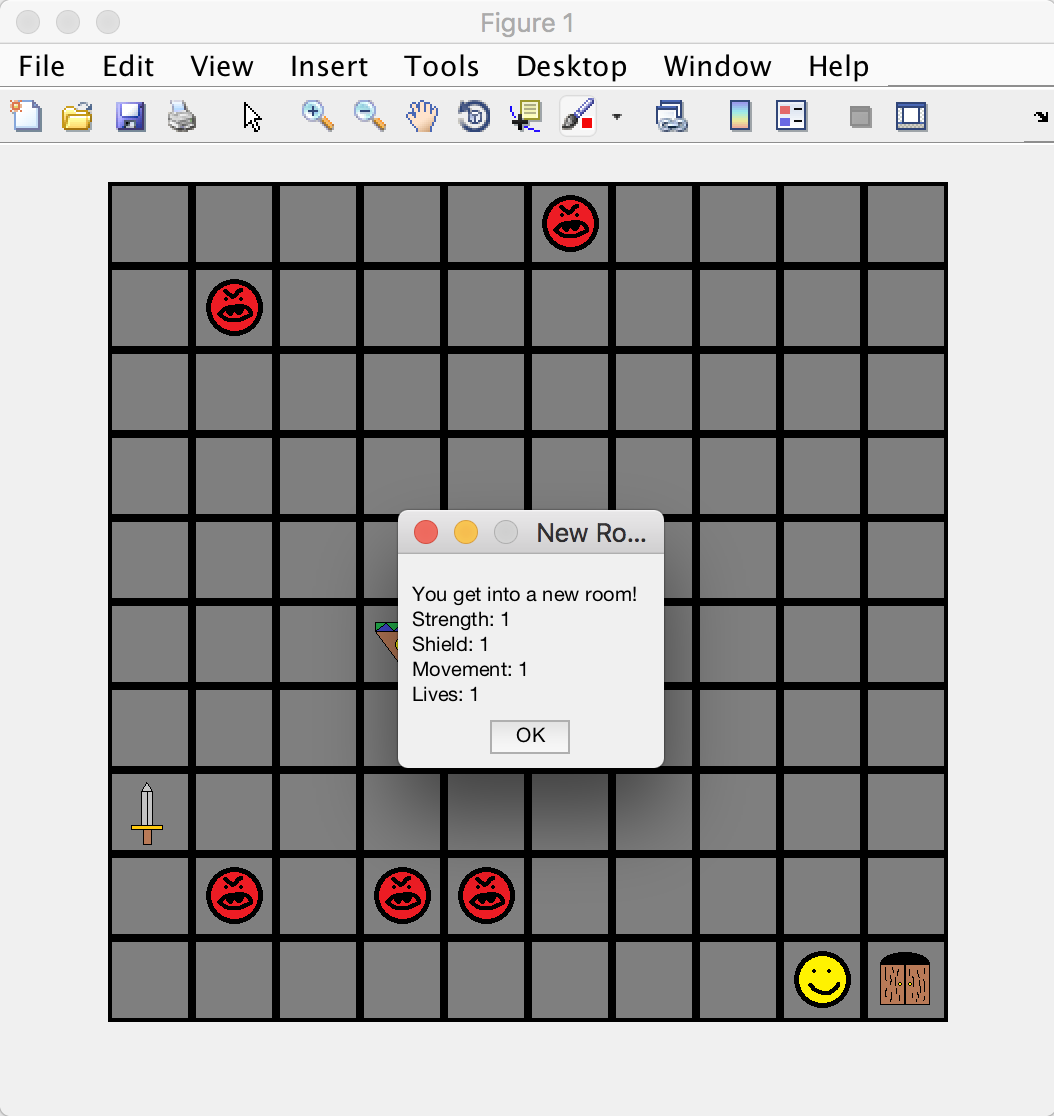 Figure 1
File Edit View Insert Tools Desktop Window Help
New Ro...
You get into a new room!
Strength: 1
Shield: 1
Movement: 1
Lives: 1
OK